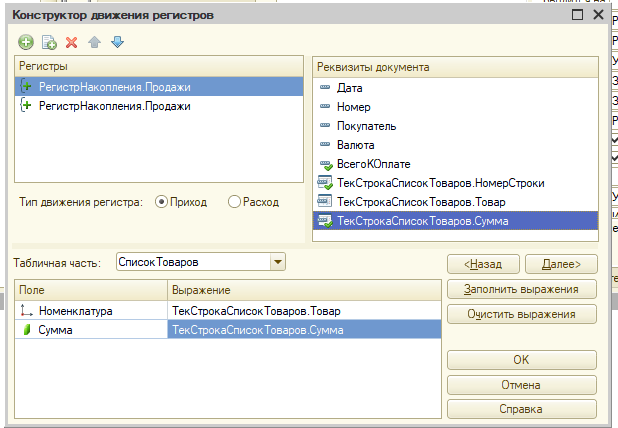 Конструктор движения регистров
Регистры
РегистрНакопления.Продажи
РегистрНакопления.Продажи
Реквизиты документа
Дата
Номер
Покупатель
Валюта
ВсегоКОплате
ТекСтрокаСписокТоваров.НомерСтроки
ТекСтрокаСписокТоваров.Товар
ТекСтрокаСписокТоваров.Сумма
Тип движения регистра: Приход Расход
Табличная часть: СписокТоваров
<Назад Далее>
Поле Выражение
Номенклатура ТекСтрокаСписокТоваров.Товар
Сумма ТекСтрокаСписокТоваров.Сумма
Заполнить выражения
Очистить выражения
OK
Отмена
Справка